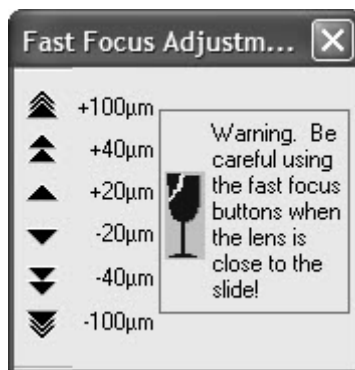 Fast Focus Adjustm...
+100µm
+40µm
+20µm
-20µm
-40µm
-100µm
Warning. Be
careful using
the fast focus
buttons when
the lens is
close to the
slide!